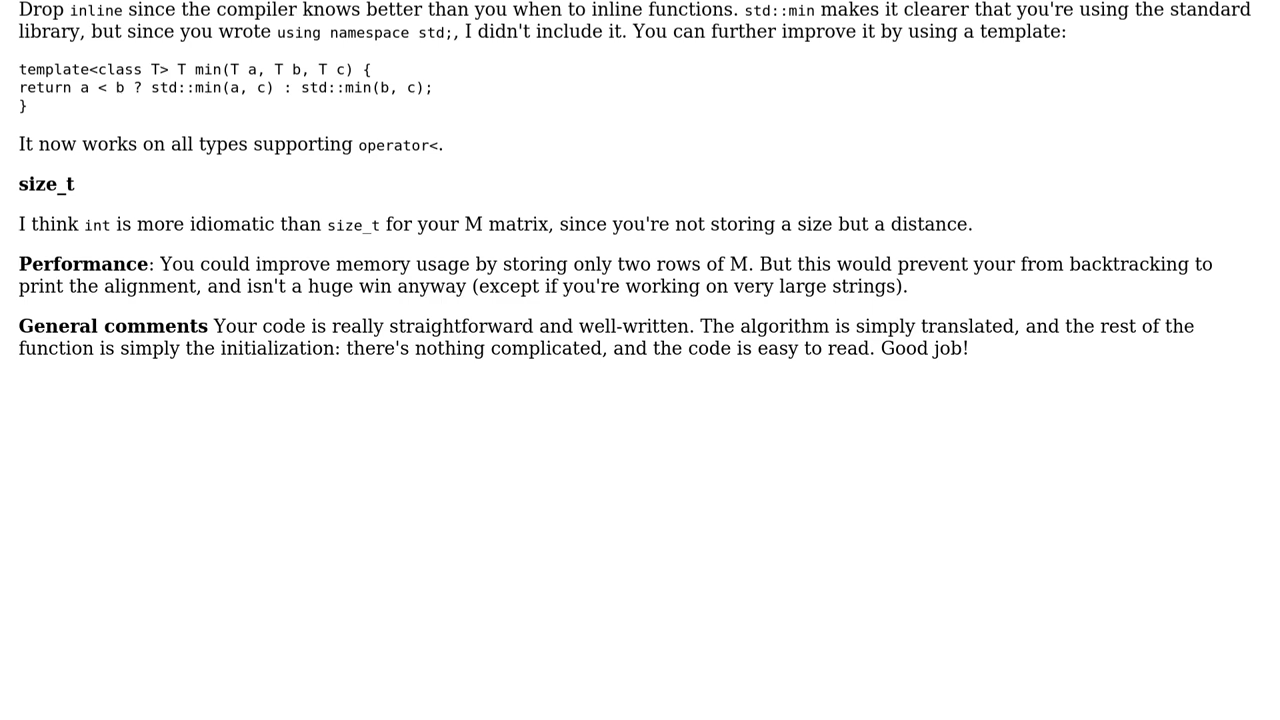 Drop inline since the compiler knows better than you when to inline functions. std::min makes it clearer that you're using the standard
library, but since you wrote using namespace std;, I didn't include it. You can further improve it by using a template:
template<class T> T min(T a, T b, T c) {
return a < b ? std::min(a, c) : std::min(b, c);
}
It now works on all types supporting operator<.
size_t
I think int is more idiomatic than size_t for your M matrix, since you're not storing a size but a distance.
Performance: You could improve memory usage by storing only two rows of M. But this would prevent your from backtracking to
print the alignment, and isn't a huge win anyway (except if you're working on very large strings).
General comments Your code is really straightforward and well-written. The algorithm is simply translated, and the rest of the
function is simply the initialization: there's nothing complicated, and the code is easy to read. Good job!